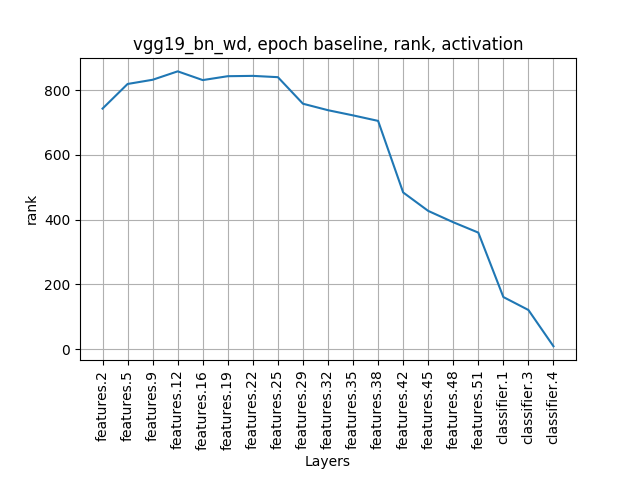 vgg19_bn_wd, epoch baseline, rank, activation
800
600
400
200
0
rank
features.2
features.5
features.9
features.12
features.16
features.19
features.22
features.25
features.29
features.32
features.35
features.38
features.42
features.45
features.48
features.51
classifier.1
classifier.3
classifier.4
Layers